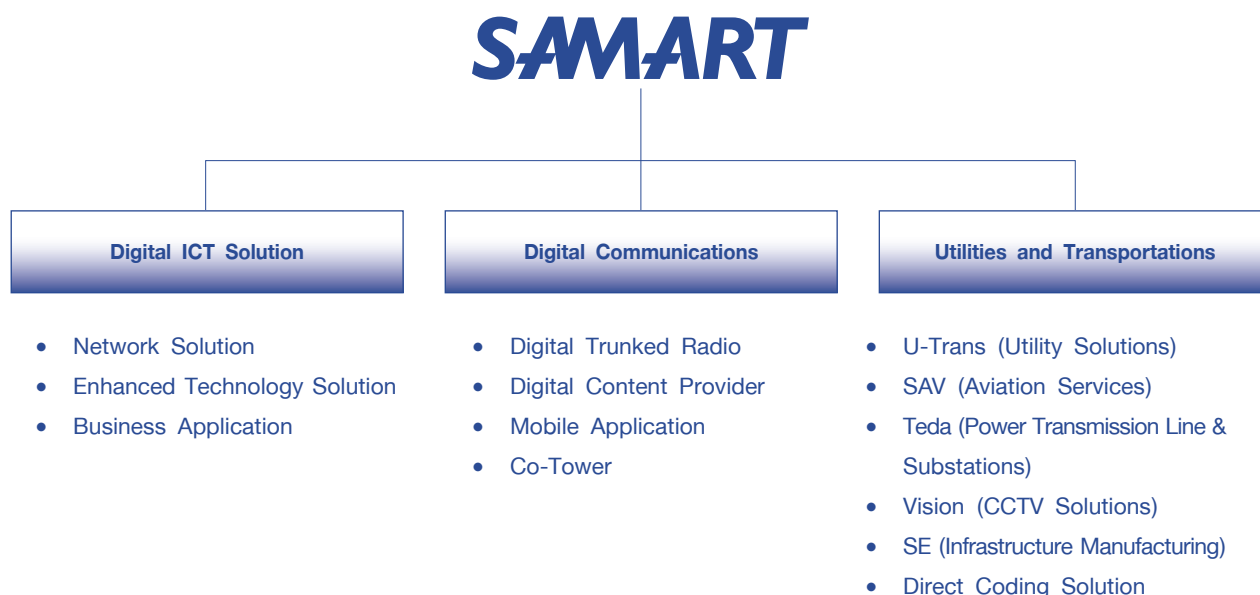 SAMART
Digital ICT Solution
• Network Solution
• Enhanced Technology Solution
• Business Application
Digital Communications
• Digital Trunked Radio
• Digital Content Provider
• Mobile Application
• Co-Tower
Utilities and Transportations
• U-Trans (Utility Solutions)
• SAV (Aviation Services)
• Teda (Power Transmission Line &
Substations)
• Vision (CCTV Solutions)
• SE (Infrastructure Manufacturing)
• Direct Coding Solution